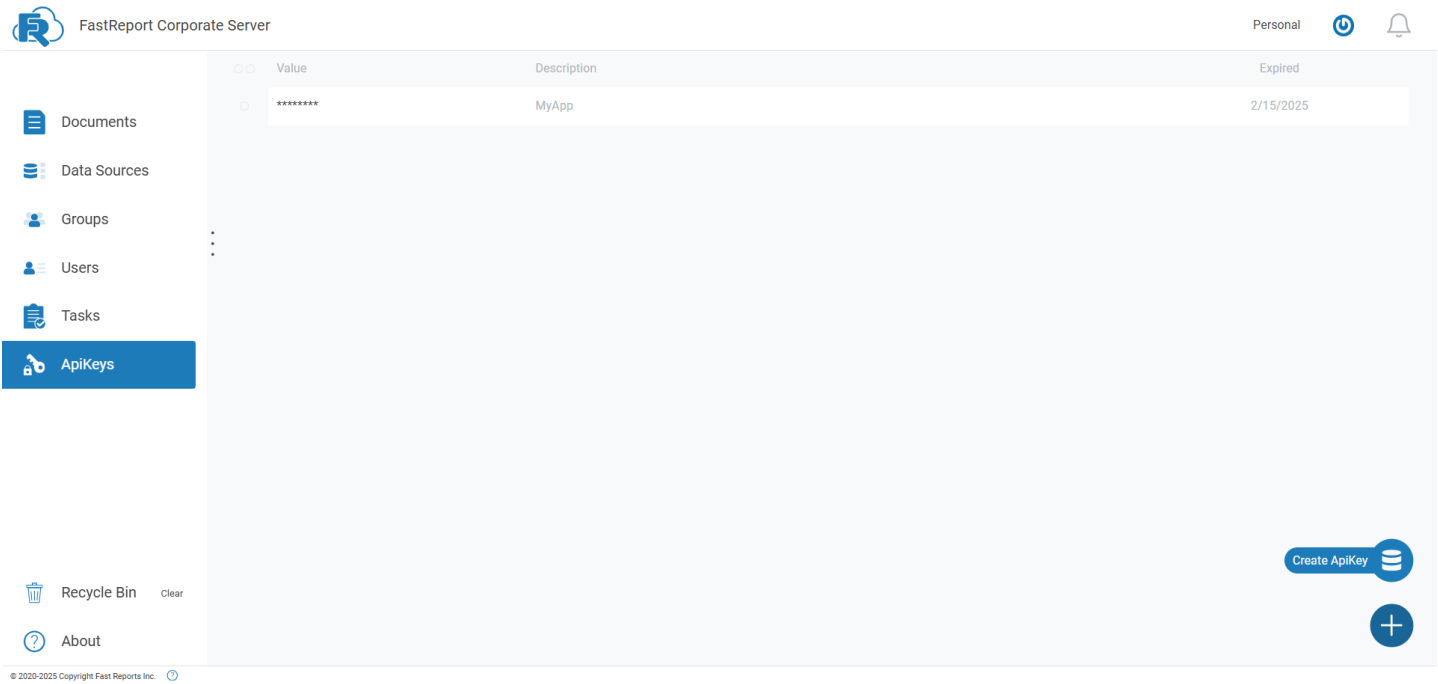 FastReport Corporate Server
Personal
Value Description Expired
******** MyApp 2/15/2025
Documents
Data Sources
Groups
Users
Tasks
ApiKeys
Create ApiKey
Recycle Bin Clear
About
© 2020-2025 Copyright Fast Reports Inc. ?